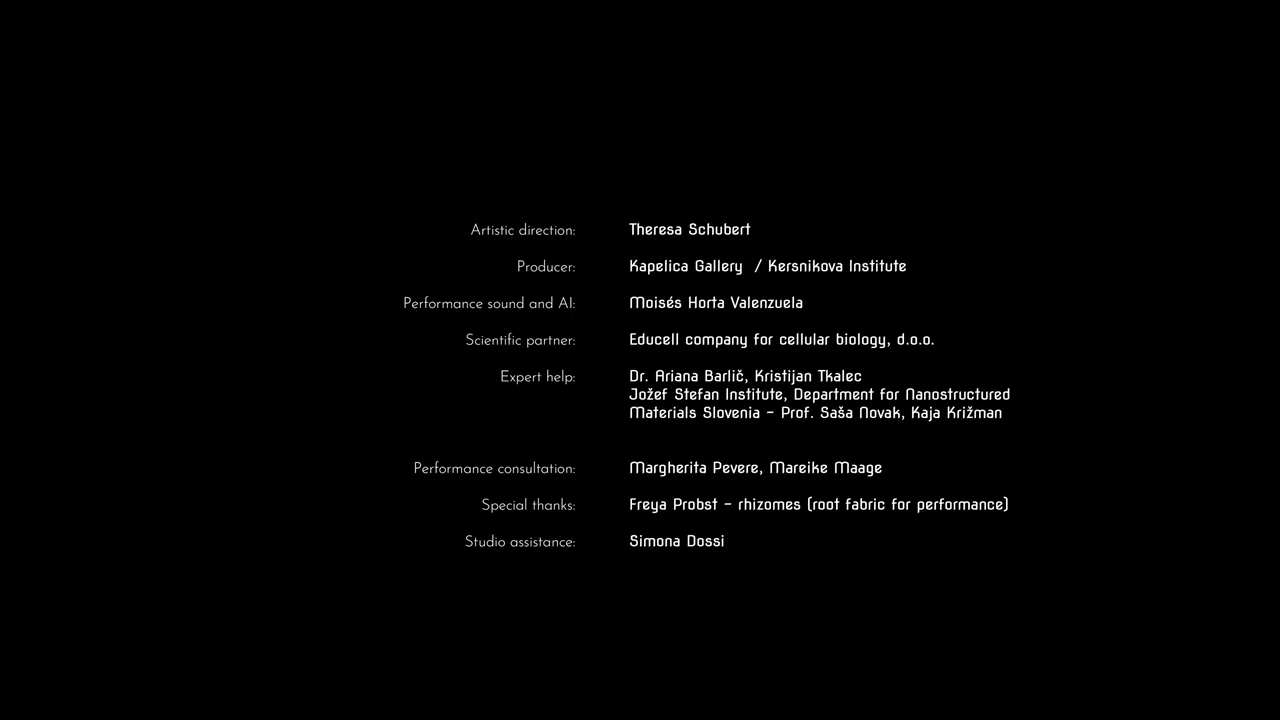 Artistic direction: Theresa Schubert
Producer: Kapelica Gallery / Kersnikova Institute
Performance sound and AI: Moisés Horta Valenzuela
Scientific partner: Educell company for cellular biology, d.o.o.
Expert help: Dr. Ariana Barlič, Kristijan Tkalec
Jožef Stefan Institute, Department for Nanostructured
Materials Slovenia – Prof. Saša Novak, Kaja Križman
Performance consultation: Margherita Pevere, Mareike Maage
Special thanks: Freya Probst – rhizomes (root fabric for performance)
Studio assistance: Simona Dossi